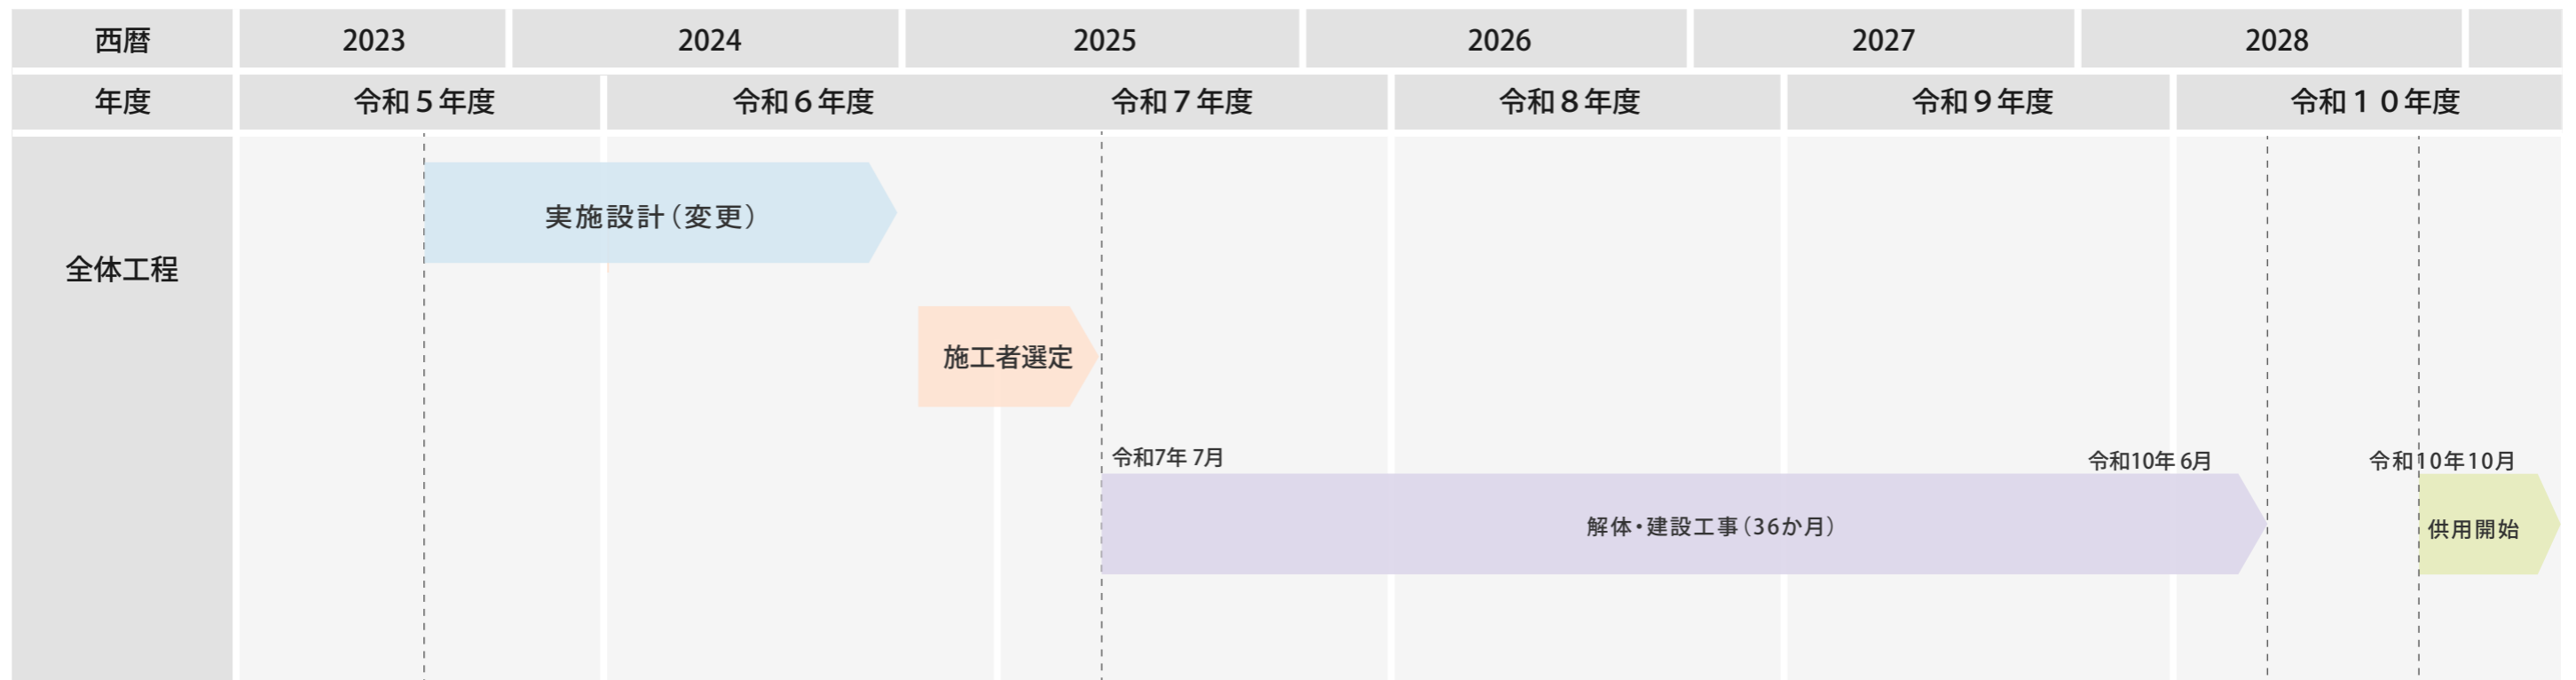 西暦 2023 2024 2025 2026 2027 2028
年度 令和５年度 令和６年度 令和７年度 令和８年度 令和９年度 令和１０年度
全体工程
実施設計（変更）
施工者選定
令和7年 7月 令和10年 6月 令和10年10月
解体・建設工事（36か月） 供用開始